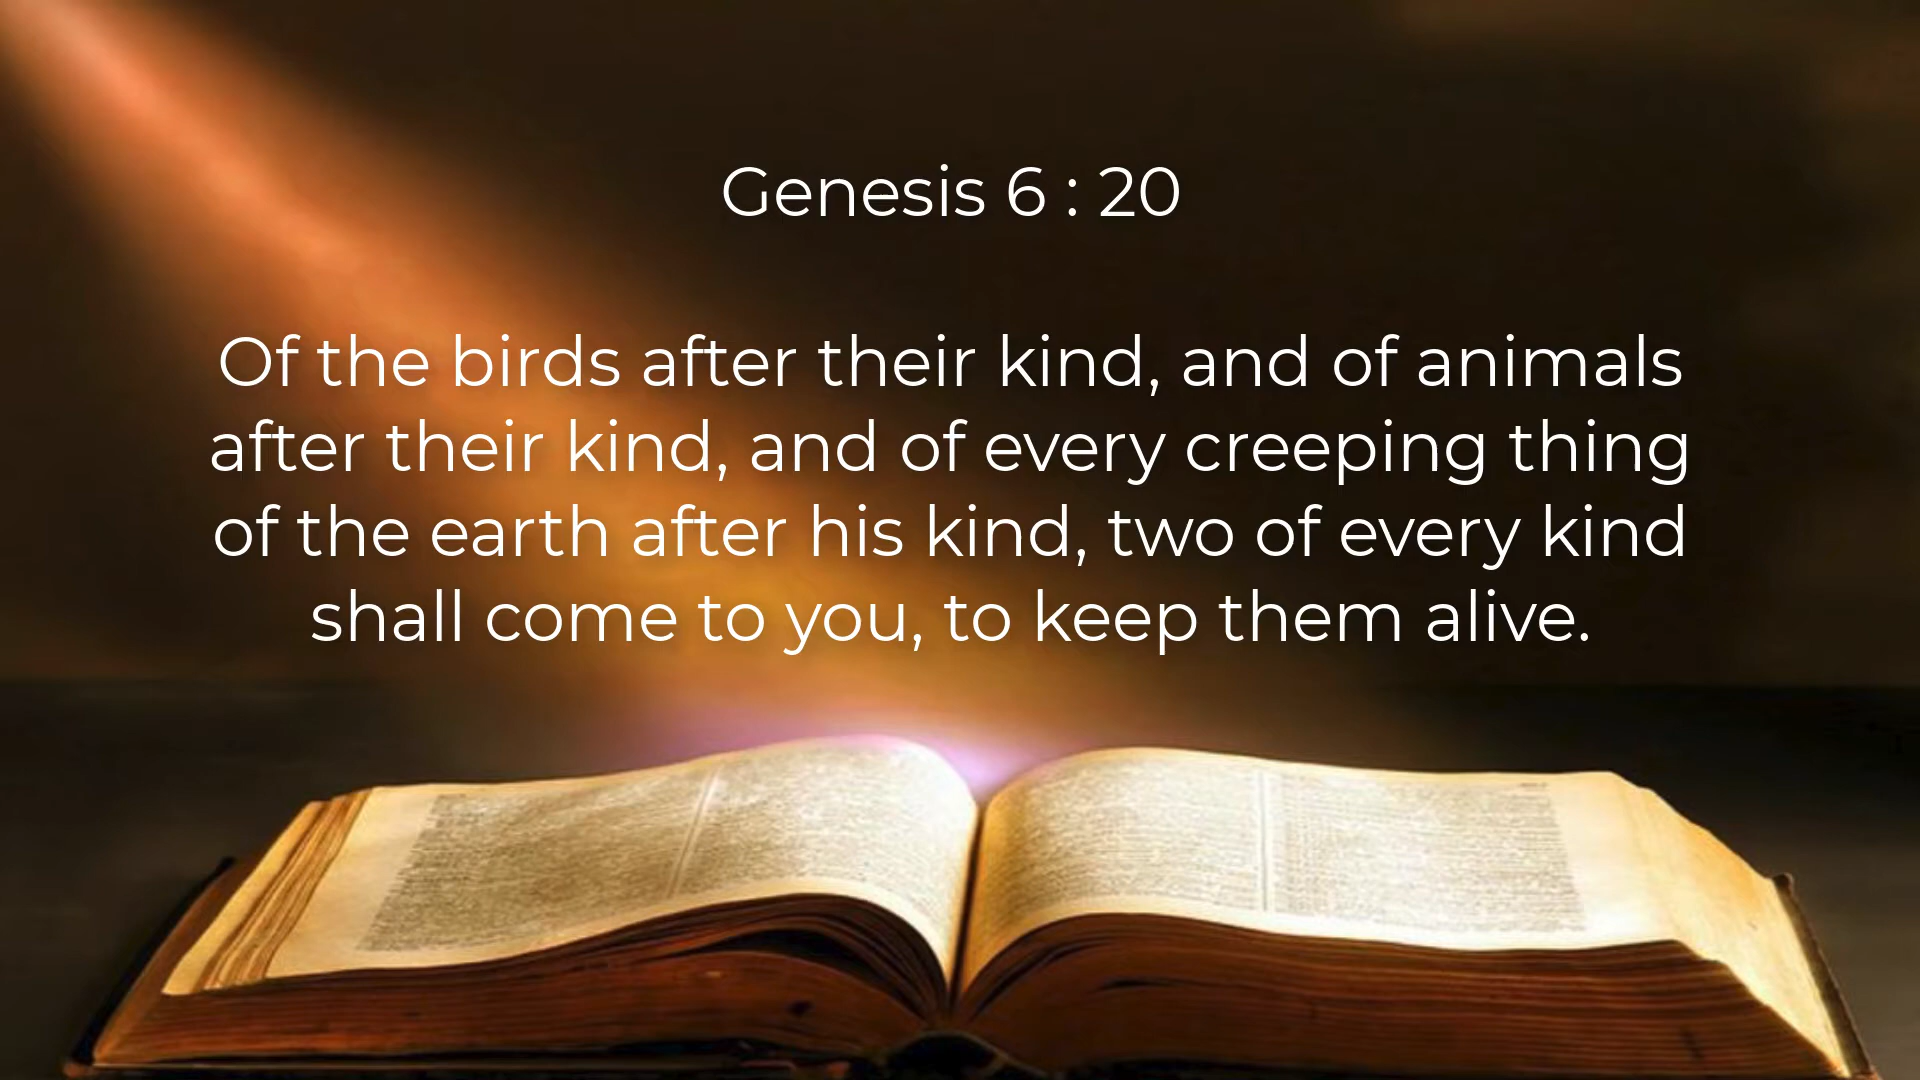 Genesis 6 : 20
Of the birds after their kind, and of animals
after their kind, and of every creeping thing
of the earth after his kind, two of every kind
shall come to you, to keep them alive.